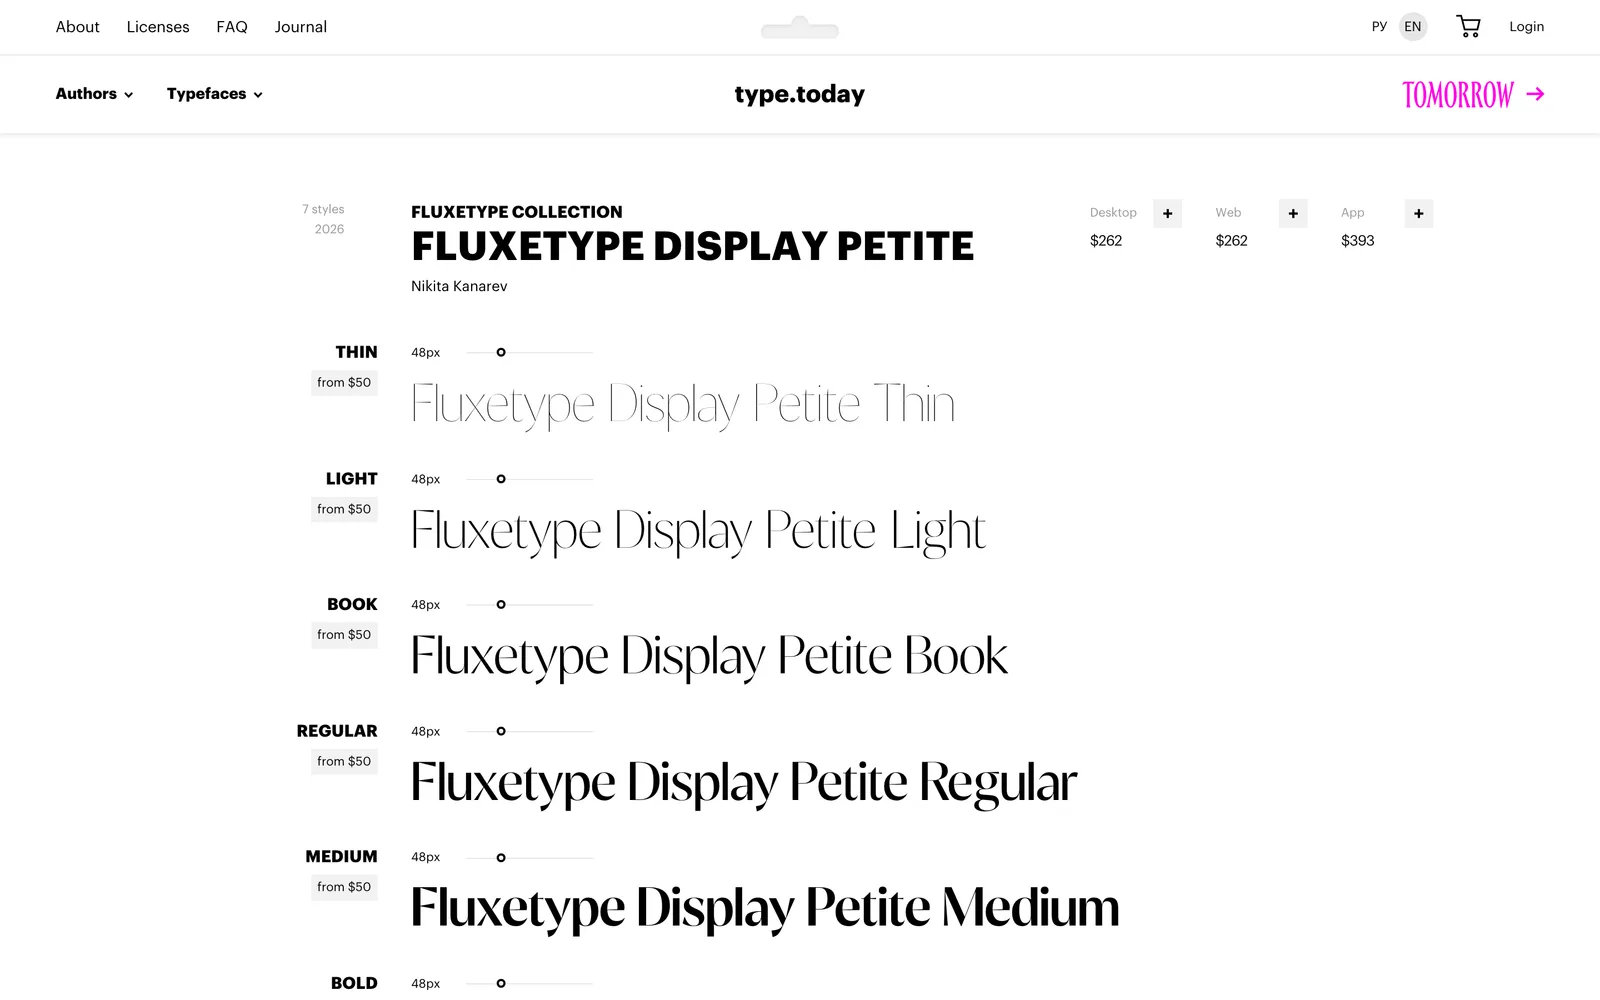 About Licenses FAQ Journal
РУ EN Login
Authors Typefaces
type.today
TOMORROW →
7 styles
2026
FLUXETYPE COLLECTION
FLUXETYPE DISPLAY PETITE
Nikita Kanarev
Desktop + Web + App +
$262 $262 $393
THIN 48px
from $50
Fluxetype Display Petite Thin
LIGHT 48px
from $50
Fluxetype Display Petite Light
BOOK 48px
from $50
Fluxetype Display Petite Book
REGULAR 48px
from $50
Fluxetype Display Petite Regular
MEDIUM 48px
from $50
Fluxetype Display Petite Medium
BOLD 48px